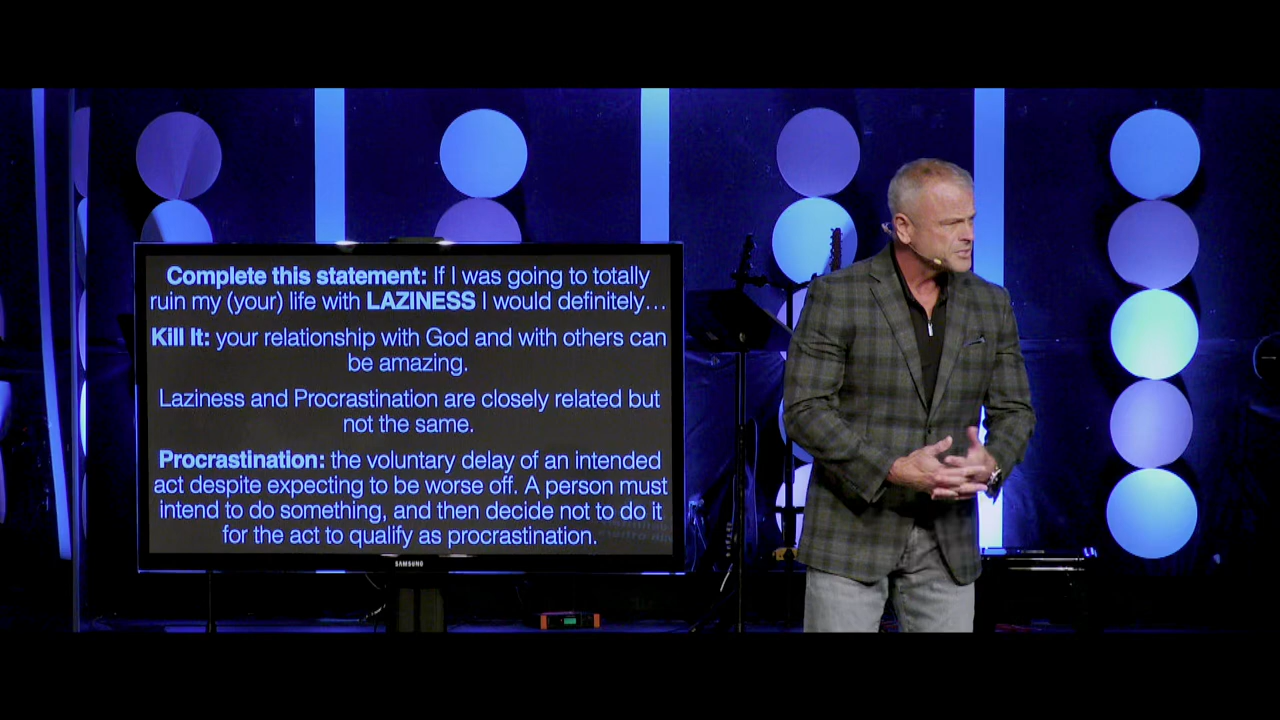 Complete this statement: If I was going to totally
ruin my (your) life with LAZINESS I would definitely…
Kill It: your relationship with God and with others can
be amazing.
Laziness and Procrastination are closely related but
not the same.
Procrastination: the voluntary delay of an intended
act despite expecting to be worse off. A person must
intend to do something, and then decide not to do it
for the act to qualify as procrastination.
SAMSUNG